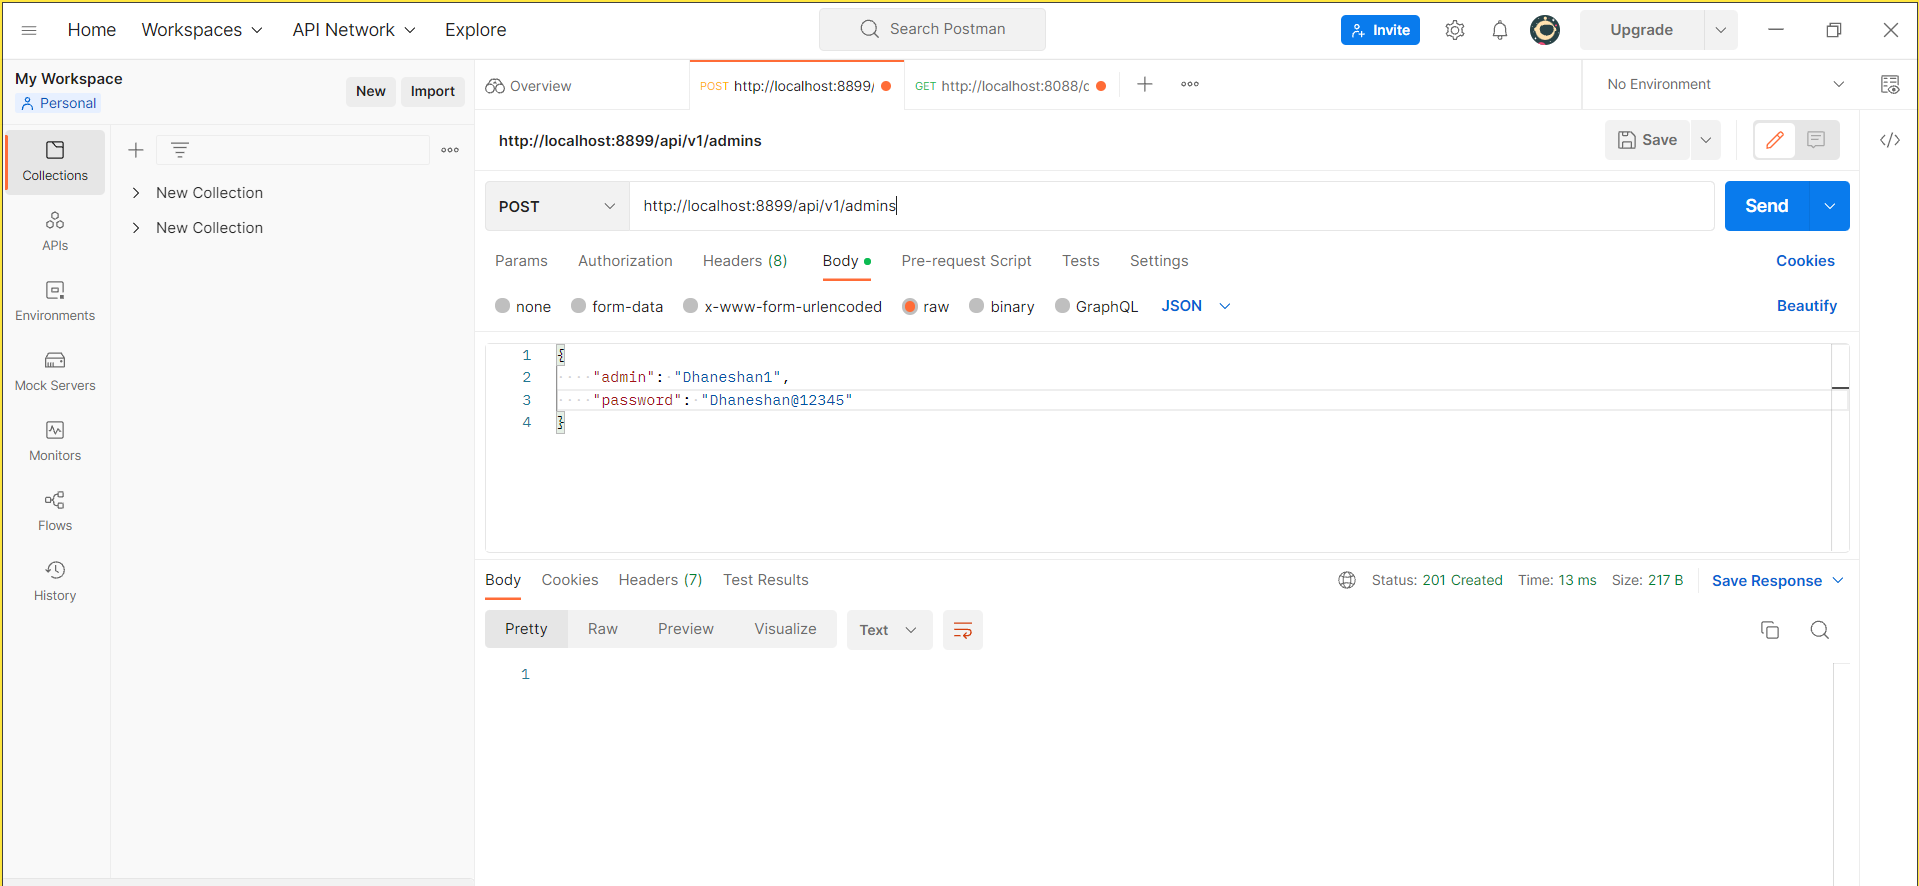 Home Workspaces API Network Explore Search Postman Invite Upgrade
My Workspace
Personal
New Import
Overview POST http://localhost:8899/ GET http://localhost:8088/c No Environment
Collections
APIs
Environments
Mock Servers
Monitors
Flows
History
New Collection
New Collection
http://localhost:8899/api/v1/admins Save
POST http://localhost:8899/api/v1/admins Send
Params Authorization Headers (8) Body Pre-request Script Tests Settings Cookies
none form-data x-www-form-urlencoded raw binary GraphQL JSON Beautify
1 {
2 "admin": "Dhaneshan1",
3 "password": "Dhaneshan@12345"
4 }
Body Cookies Headers (7) Test Results Status: 201 Created Time: 13 ms Size: 217 B Save Response
Pretty Raw Preview Visualize Text
1